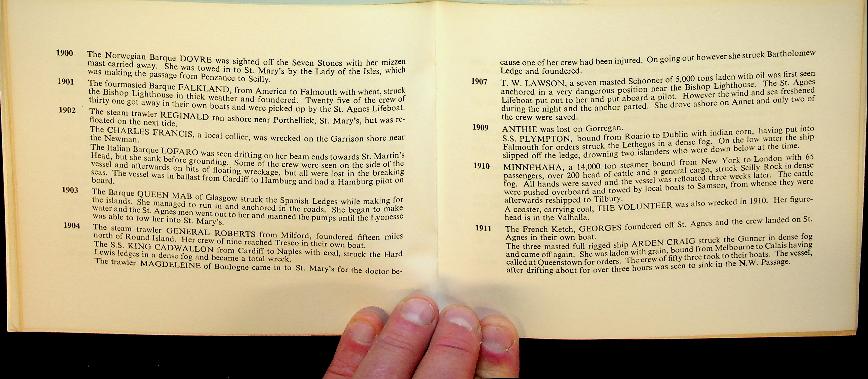 1900 The Norwegian Barque DOVRE was sighted off the Seven Stones with her mizzen
mast carried away. She was towed in to St. Mary's by the Lady of the Isles, which
was making the passage from Penzance to Scilly.
1901 The fourmasted Barque FALKLAND, from America to Falmouth with wheat, struck
the Bishop Lighthouse in thick weather and foundered. Twenty five of the crew of
thirty one got away in their own boats and were picked up by the St. Agnes Lifeboat.
1902 The steam trawler REGINALD ran ashore near Porthellick, St. Mary's, but was re-
floated on the next tide.
The CHARLES FRANCIS, a local collier, was wrecked on the Garrison shore near
the Newman.
The Italian Barque LOFARO was seen drifting on her beam ends towards St. Martin's
Head, but she sank before grounding. Some of the crew were seen on the side of the
vessel and afterwards on bits of floating wreckage, but all were lost in the breaking
seas. The vessel was in ballast from Cardiff to Hamburg and had a Hamburg pilot on
board.
1903 The Barque QUEEN MAB of Glasgow struck the Spanish Ledges while making for
the islands. She managed to run in and anchored in the roads. She began to make
water and the St. Agnes men went out to her and manned the pumps until the Lyonesse
was able to tow her into St. Mary's.
1904 The steam trawler GENERAL ROBERTS from Milford, foundered fifteen miles
north of Round Island. Her crew of nine reached Tresco in their own boat.
The S.S. KING CADWALLON from Cardiff to Naples with coal, struck the Hard
Lewis ledges in a dense fog and became a total wreck.
The trawler MAGDELEINE of Boulogne came in to St. Mary's for the doctor be-
cause one of her crew had been injured. On going out however she struck Bartholomew
Ledge and foundered.
1907 T. W. LAWSON, a seven masted Schooner of 5,000 tons laden with oil was first seen
anchored in a very dangerous position near the Bishop Lighthouse. The St. Agnes
Lifeboat put out to her and put aboard a pilot. However the wind and sea freshened
during the night and the anchor parted. She drove ashore on Annet and only two of
the crew were saved.
1909 ANTHIE was lost on Gorregan.
S.S. PLYMPTON, bound from Roario to Dublin with indian corn, having put into
Falmouth for orders struck the Lethegus in a dense fog. On the low water the ship
slipped off the ledge, drowning two islanders who were down below at the time.
1910 MINNEHAHA, a 14,000 ton steamer bound from New York to London with 65
passengers, over 200 head of cattle and a general cargo, struck Scilly Rock in dense
fog. All hands were saved and the vessel was refloated three weeks later. The cattle
were pushed overboard and towed by local boats to Samsen, from whence they were
afterwards reshipped to Tilbury.
A coaster, carrying coal, THE VOLUNTEER was also wrecked in 1910. Her figure-
head is in the Valhalla.
1911 The French Ketch, GEORGES foundered off St. Agnes and the crew landed on St.
Agnes in their own boat.
The three masted full rigged ship ARDEN CRAIG struck the Gunner in dense fog
and came off again. She was laden with grain, bound from Melbourne to Calais having
called at Queenstown for orders. The crew of fifty three took to their boats. The vessel,
after drifting about for over three hours was seen to sink in the N.W. Passage.